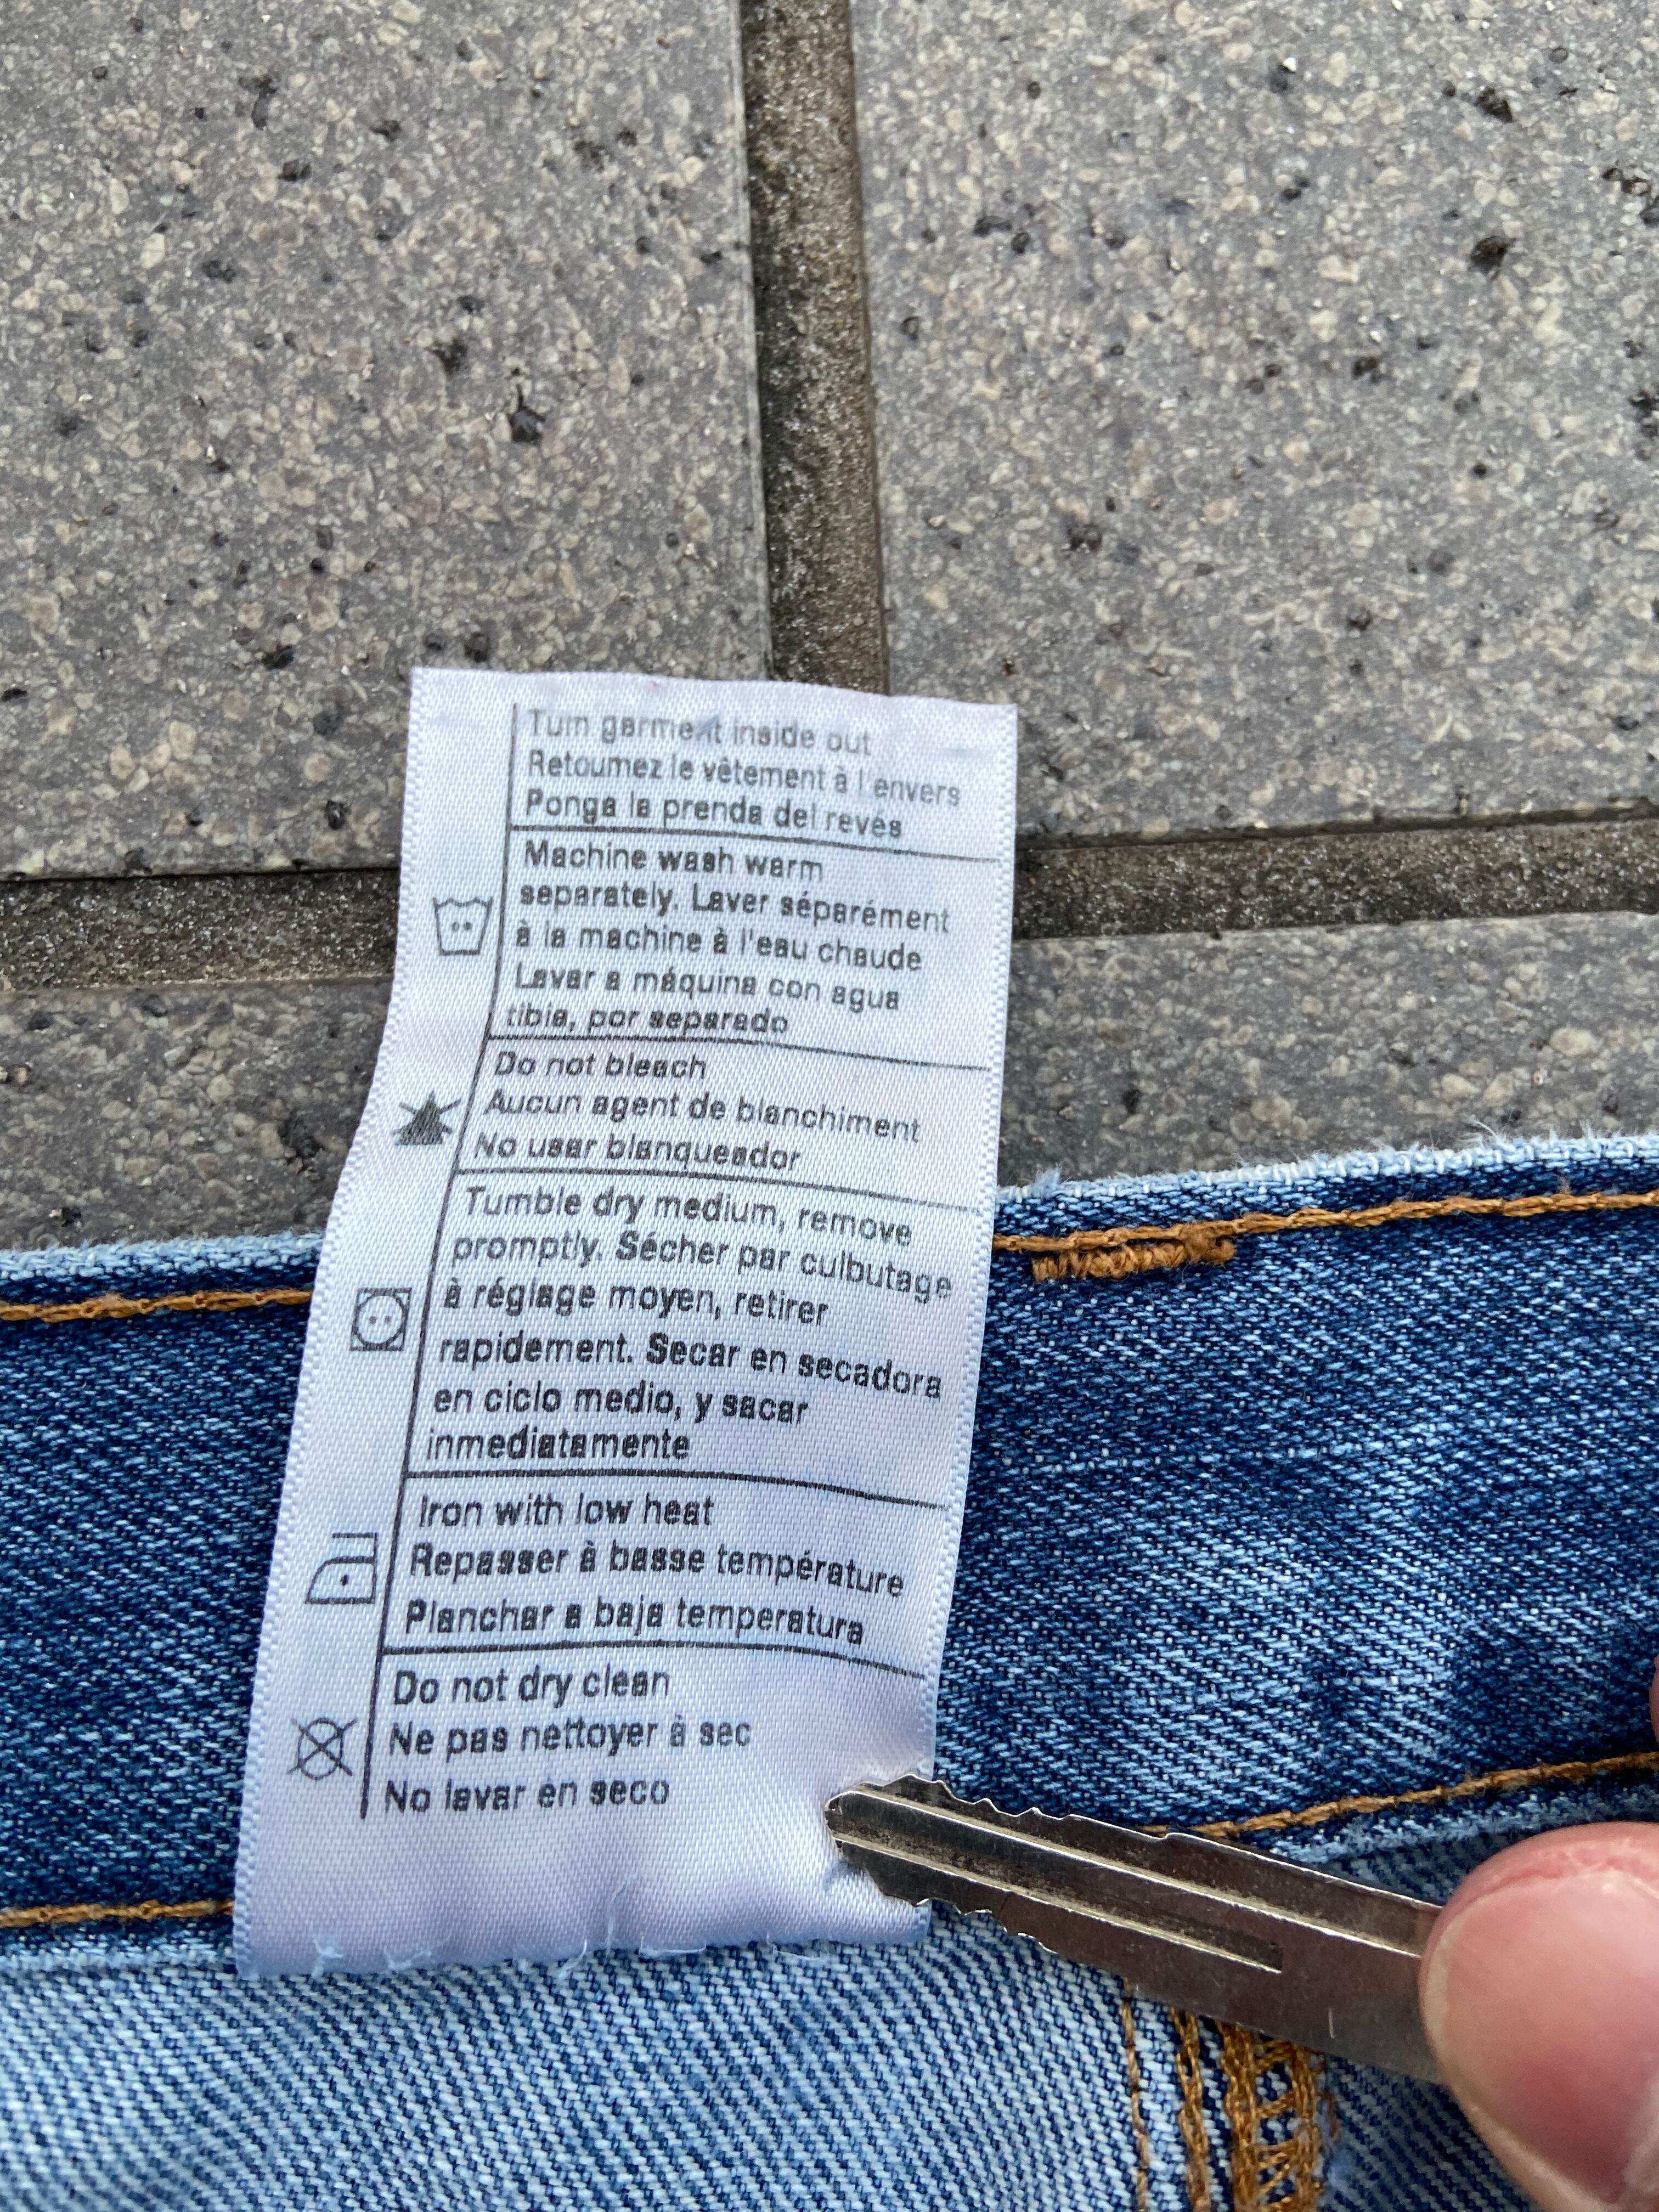 Turn garment inside out
Retournez le vêtement à l'envers
Ponga la prenda del revés
Machine wash warm
separately. Laver séparément
à la machine à l'eau chaude
Lavar a máquina con agua
tibia, por separado
Do not bleach
Aucun agent de blanchiment
No usar blanqueador
Tumble dry medium, remove
promptly. Sécher par culbutage
à réglage moyen, retirer
rapidement. Secar en secadora
en ciclo medio, y sacar
inmediatamente
Iron with low heat
Repasser à basse température
Planchar a baja temperatura
Do not dry clean
Ne pas nettoyer à sec
No lavar en seco